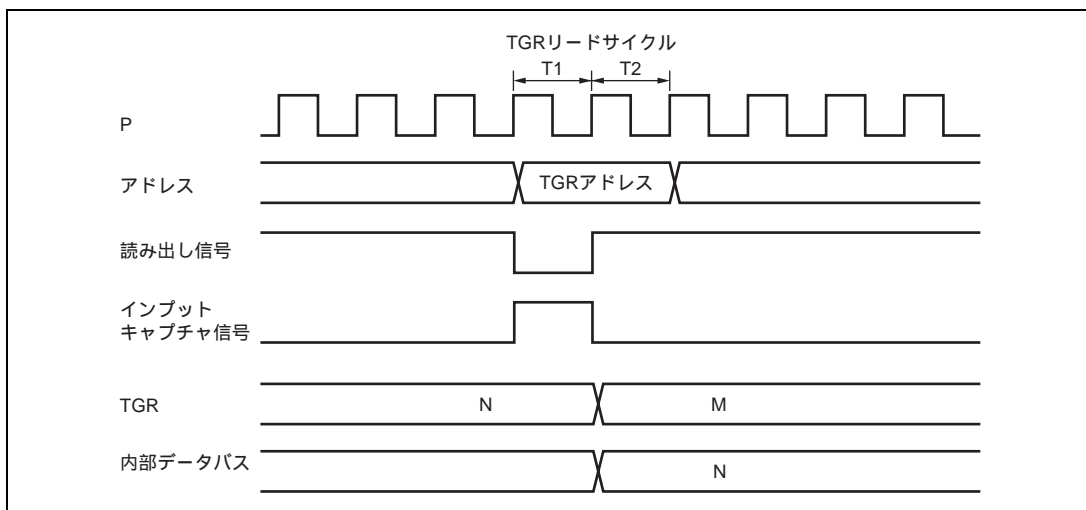 TGRリードサイクル
T1
T2
P
アドレス
TGRアドレス
読み出し信号
インプット
キャプチャ信号
TGR
N
M
内部データバス
N